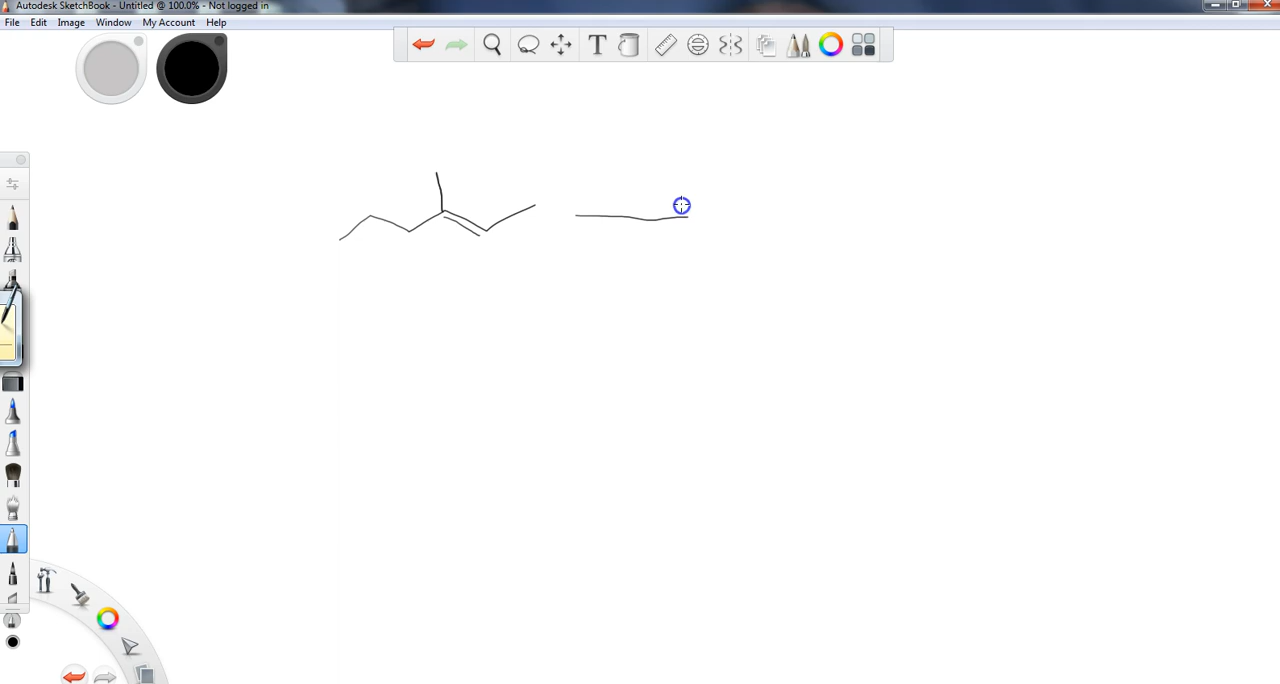 Autodesk SketchBook - Untitled @ 100.0% - Not logged in
File Edit Image Window My Account Help
T